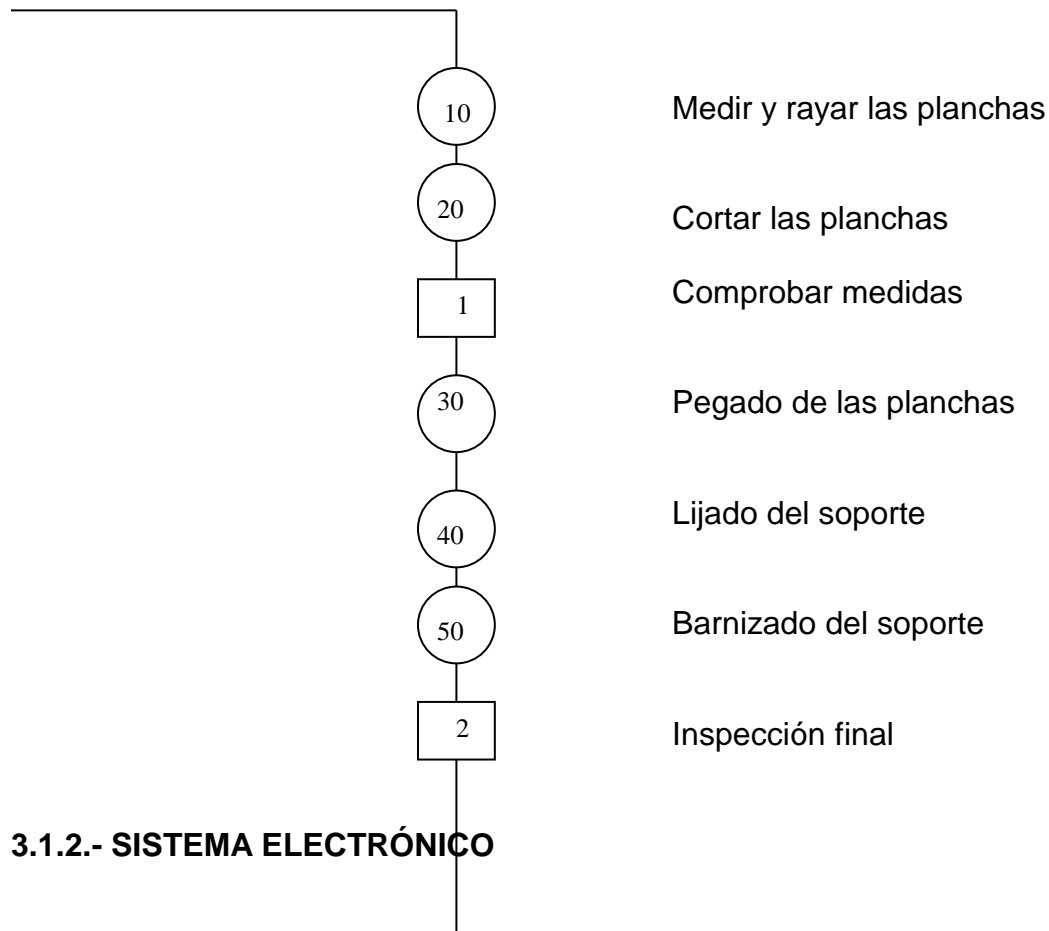 10 Medir y rayar las planchas
20 Cortar las planchas
1 Comprobar medidas
30 Pegado de las planchas
40 Lijado del soporte
50 Barnizado del soporte
2 Inspección final
3.1.2.- SISTEMA ELECTRÓNICO